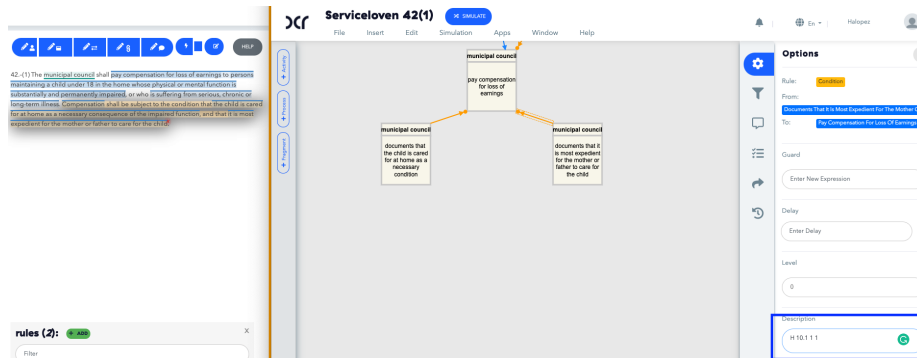 Serviceloven 42(1)
SIMULATE
File Insert Edit Simulation Apps Window Help
En
Halopez
HELP
42.-(1) The municipal council shall pay compensation for loss of earnings to persons
maintaining a child under 18 in the home whose physical or mental function is
substantially and permanently impaired, or who is suffering from serious, chronic or
long-term illness. Compensation shall be subject to the condition that the child is cared
for at home as a necessary consequence of the impaired function, and that it is most
expedient for the mother or father to care for the child.
+ Activity
+ Process
+ Fragment
municipal council
pay compensation
for loss of
earnings
municipal council
documents that
the child is cared
for at home as a
necessary
condition
municipal council
documents that it
is most expedient
for the mother or
father to care for
the child
rules (2):
+ ADD
X
Filter
Options
Rule: Condition
From:
Documents That It Is Most Expedient For The Mother
To: Pay Compensation For Loss Of Earnings
Guard
Enter New Expression
Delay
Enter Delay
Level
0
Description
H 10.1 1 1